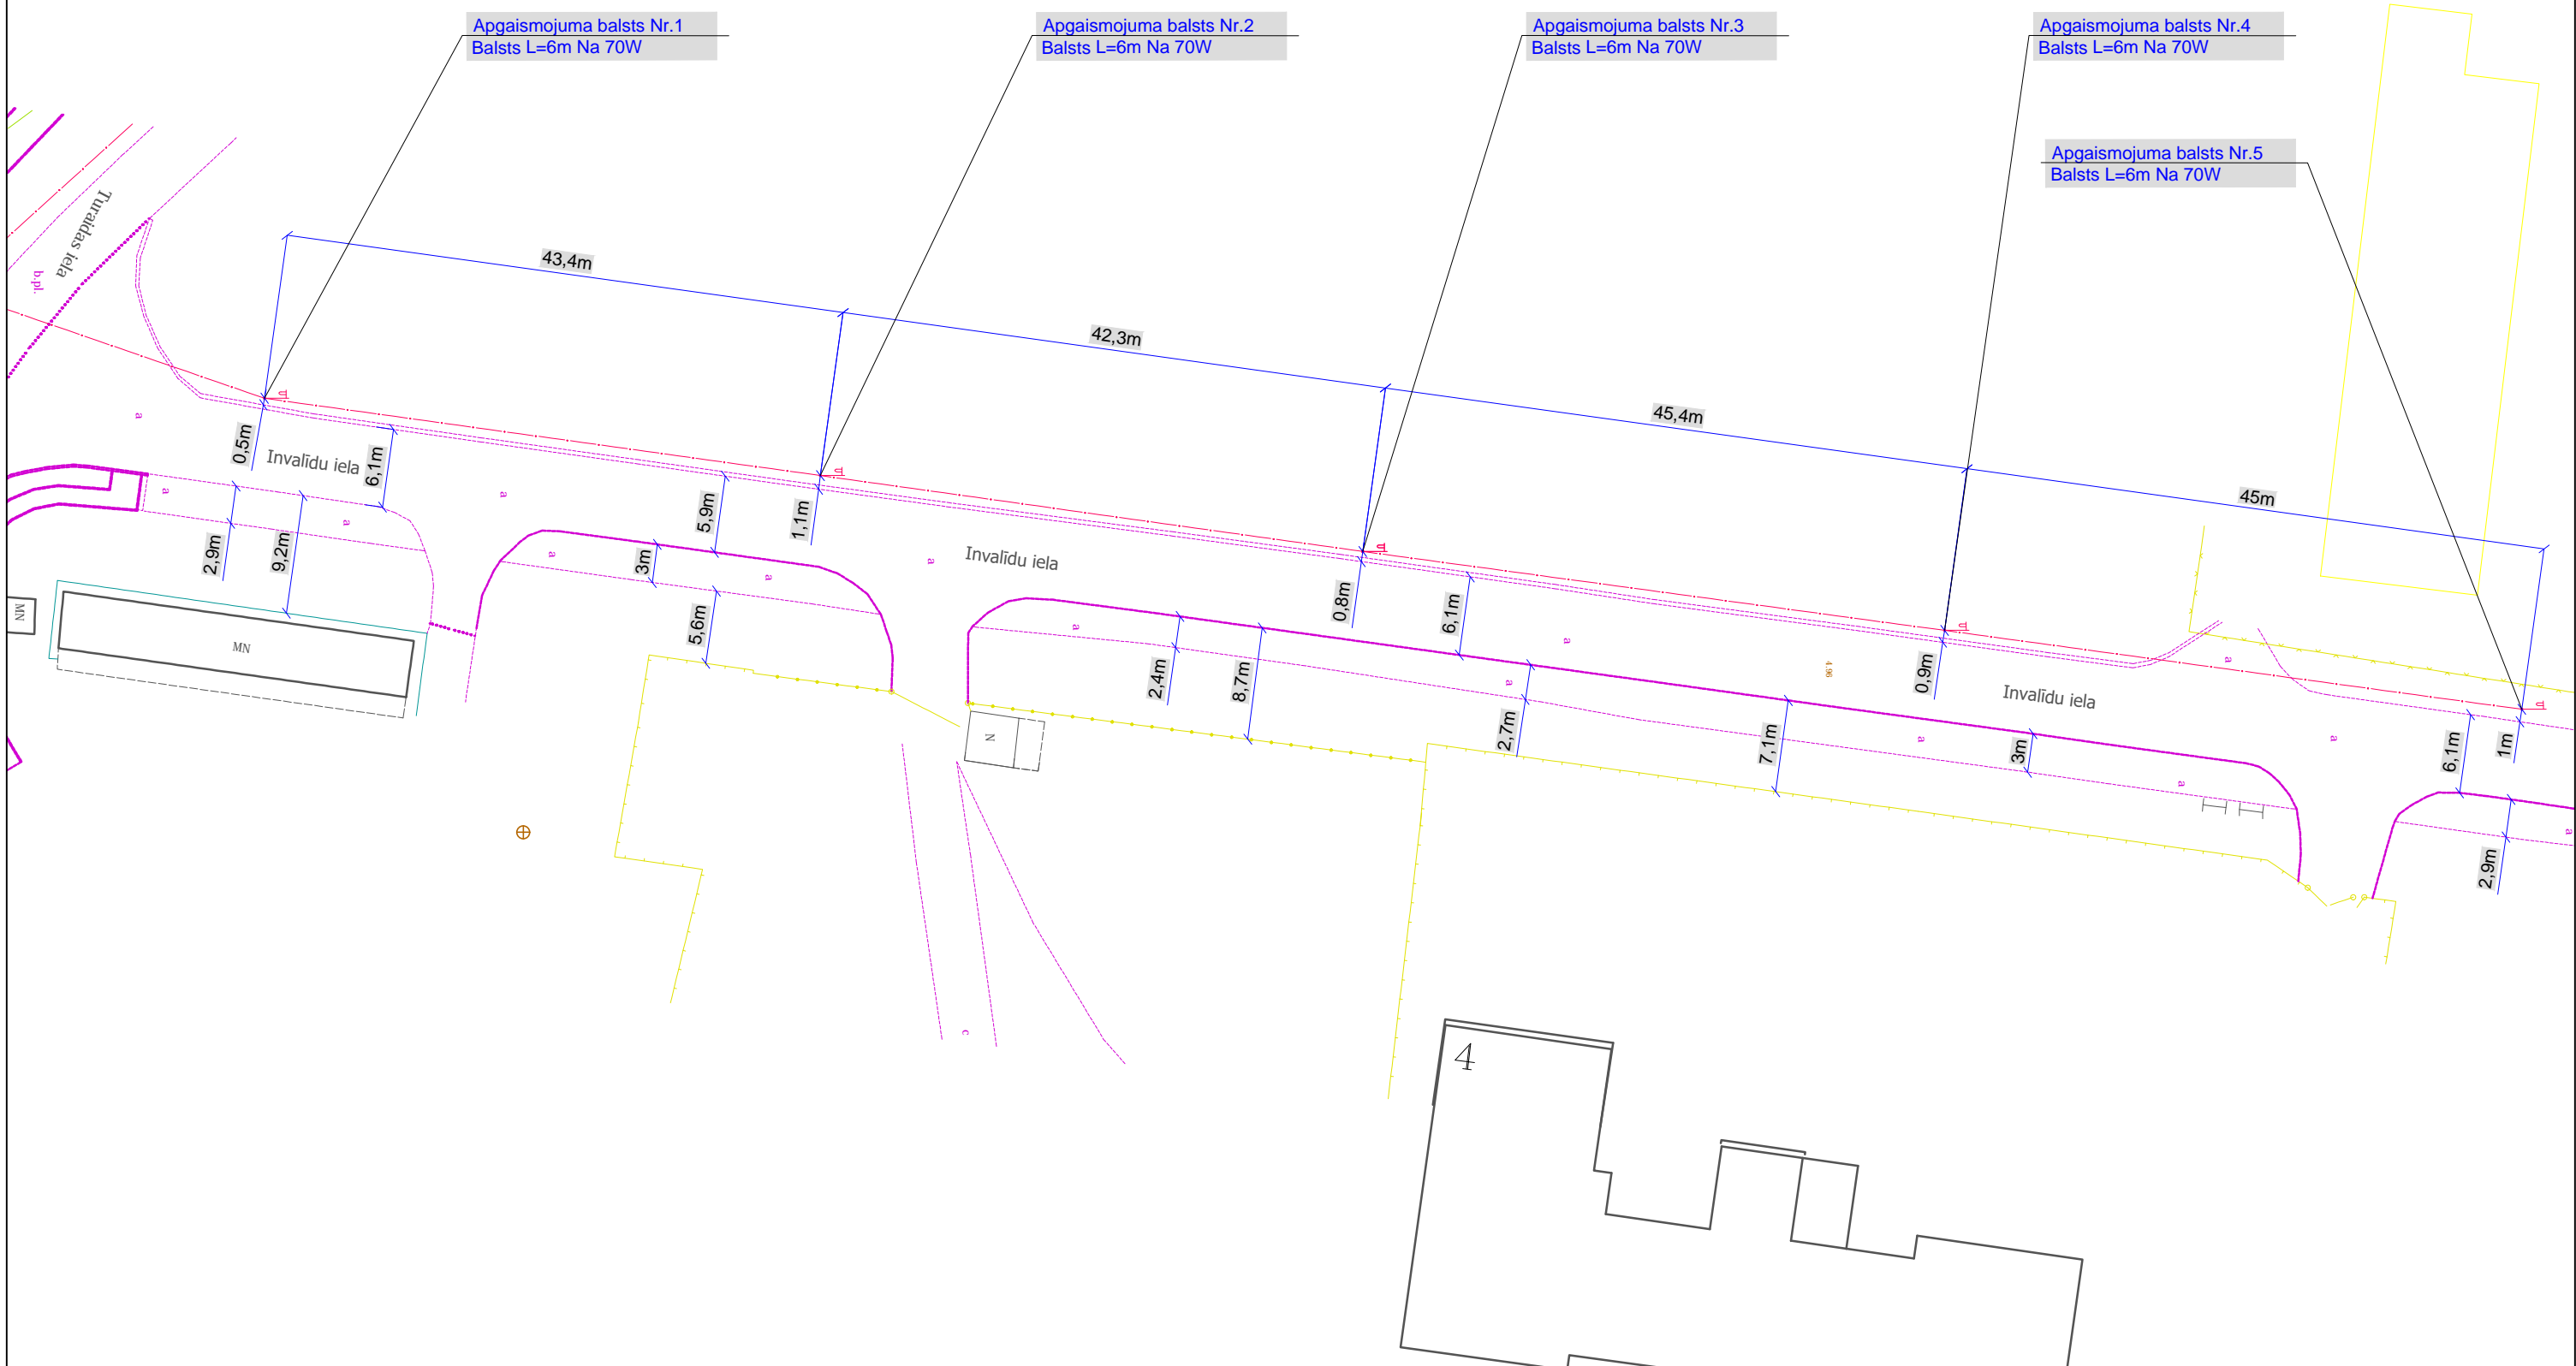 Apgaismojuma balsts Nr.1
Balsts L=6m Na 70W
Apgaismojuma balsts Nr.2
Balsts L=6m Na 70W
Apgaismojuma balsts Nr.3
Balsts L=6m Na 70W
Apgaismojuma balsts Nr.4
Balsts L=6m Na 70W
Apgaismojuma balsts Nr.5
Balsts L=6m Na 70W
Turaidas iela
b.pl.
43,4m
42,3m
45,4m
45m
a
0,5m
Invalīdu iela
6,1m
a
a
a
2,9m
9,2m
5,9m
1,1m
a
3m
a
5,6m
a
Invalīdu iela
0,8m
6,1m
a
a
2,4m
8,7m
a
2,7m
4.96
7,1m
0,9m
Invalīdu iela
a
a
3m
a
a
6,1m
1m
a
2,9m
MN
MN
N
c
4